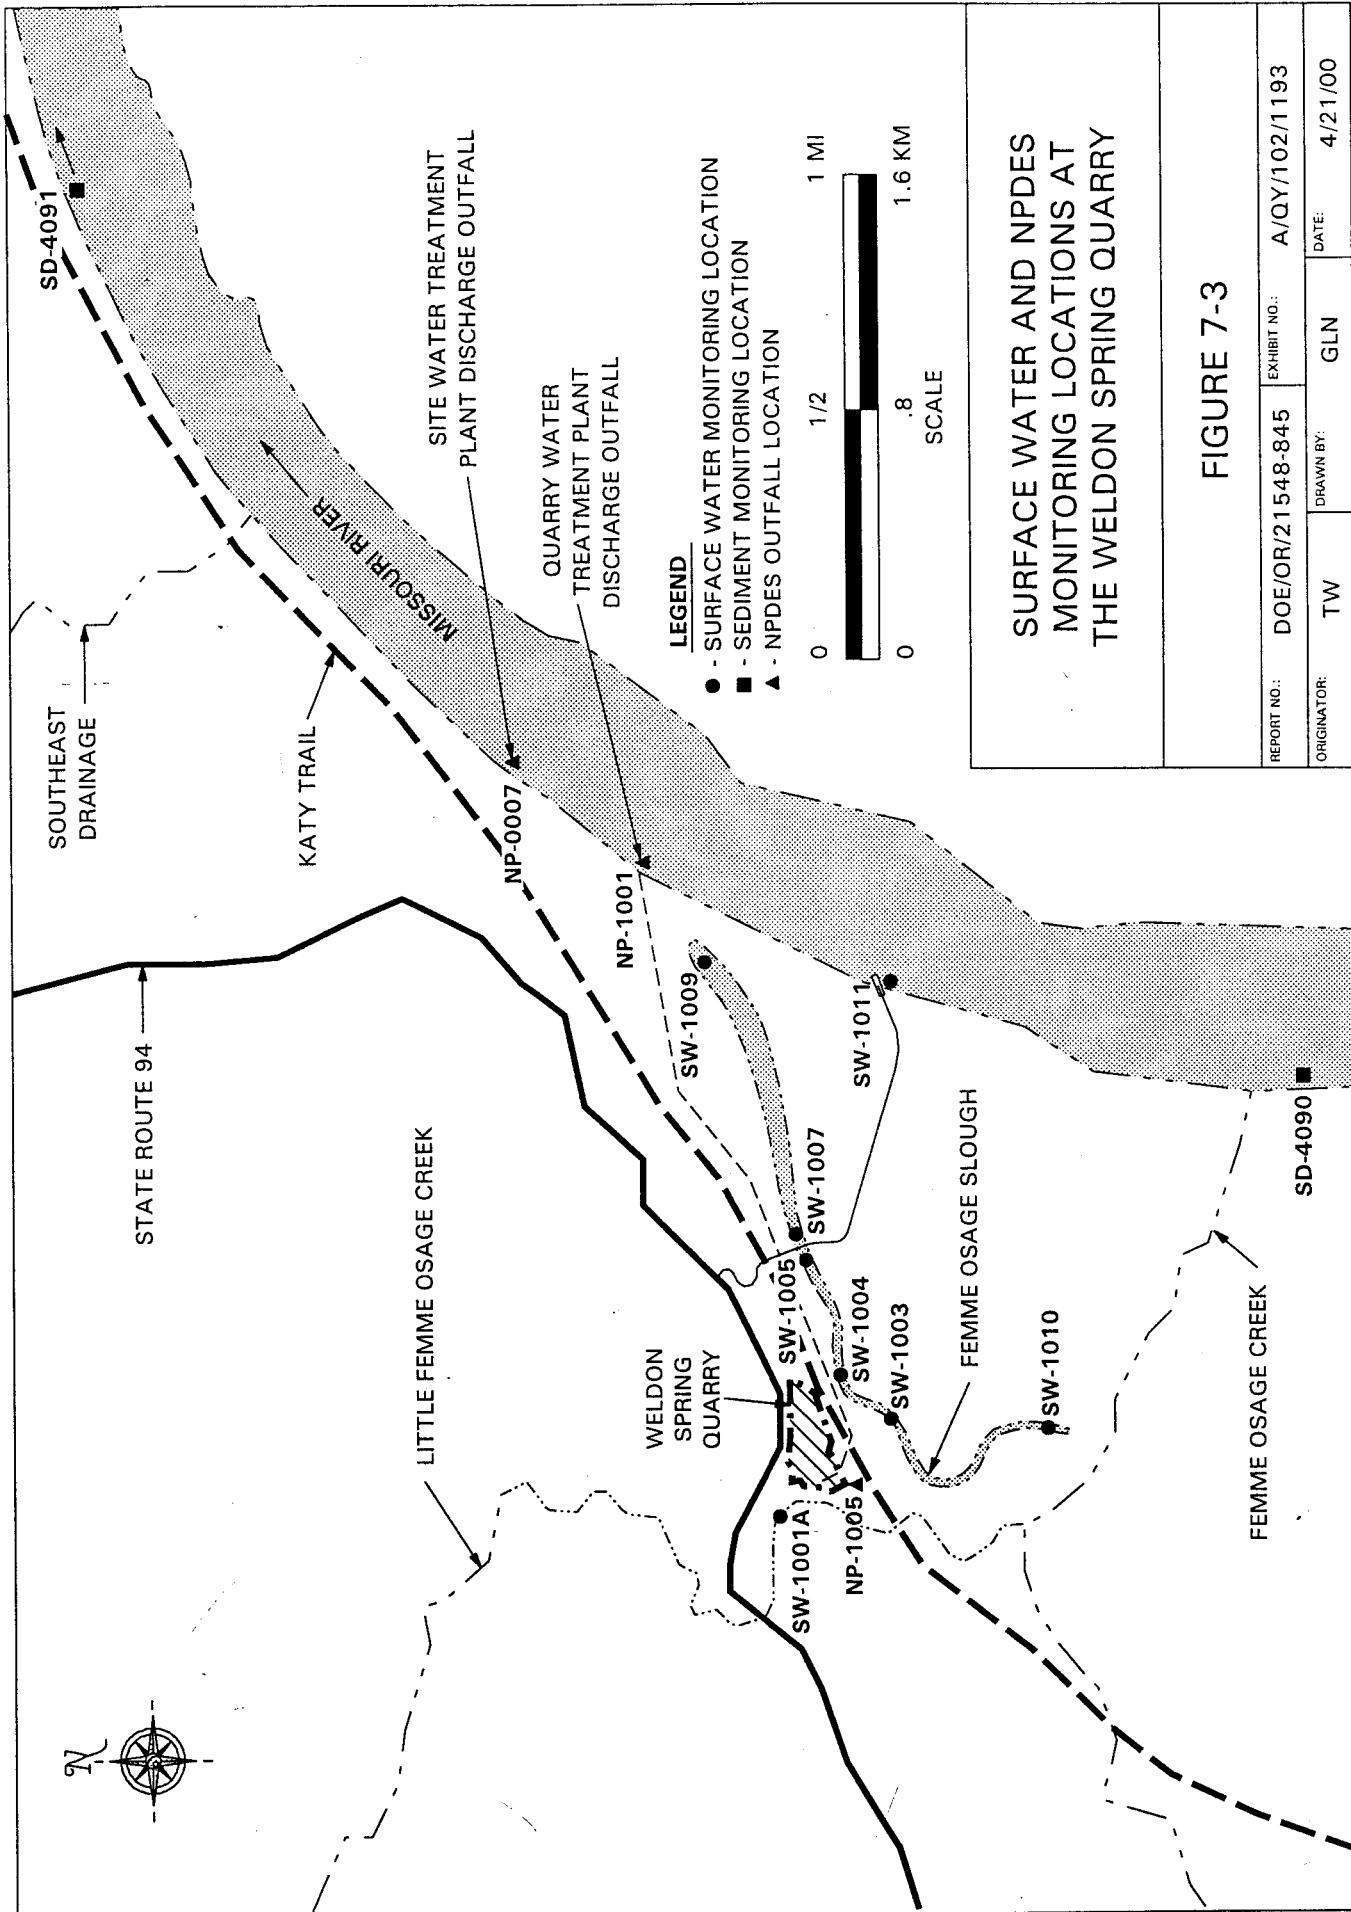 N
STATE ROUTE 94
SOUTHEAST
DRAINAGE
KATY TRAIL
SD-4091
MISSOURI RIVER
LITTLE FEMME OSAGE CREEK
SITE WATER TREATMENT
PLANT DISCHARGE OUTFALL
NP-0007
QUARRY WATER
TREATMENT PLANT
DISCHARGE OUTFALL
NP-1001
WELDON
SPRING
QUARRY
SW-1009
SW-1001A
SW-1005
SW-1007
NP-1005
SW-1004
SW-1011
SW-1003
FEMME OSAGE SLOUGH
SW-1010
FEMME OSAGE CREEK
SD-4090
LEGEND
- SURFACE WATER MONITORING LOCATION
- SEDIMENT MONITORING LOCATION
- NPDES OUTFALL LOCATION
0 1/2 1 MI
0 .8 1.6 KM
SCALE
SURFACE WATER AND NPDES
MONITORING LOCATIONS AT
THE WELDON SPRING QUARRY
FIGURE 7-3
REPORT NO.: DOE/OR/21548-845 EXHIBIT NO.: A/QY/102/1193
ORIGINATOR: TW DRAWN BY: GLN DATE: 4/21/00